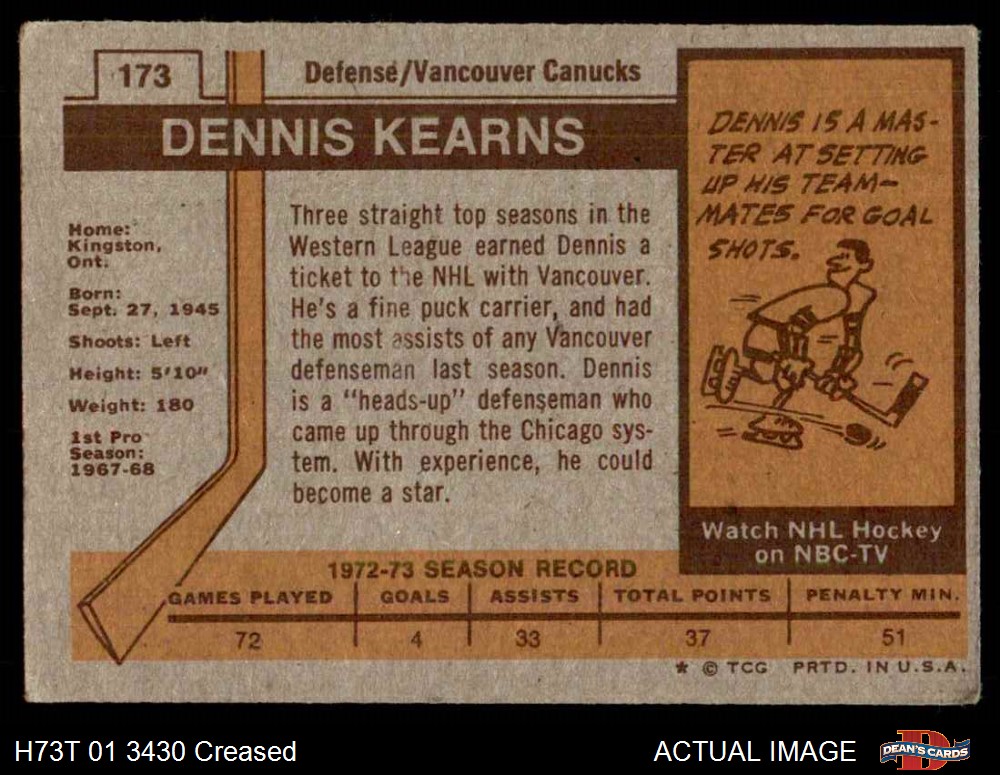 173
Defense/Vancouver Canucks
DENNIS KEARNS
Home:
Kingston,
Ont.
Born:
Sept. 27, 1945
Shoots: Left
Height: 5'10"
Weight: 180
1st Pro
Season:
1967-68
Three straight top seasons in the
Western League earned Dennis a
ticket to the NHL with Vancouver.
He's a fine puck carrier, and had
the most assists of any Vancouver
defenseman last season. Dennis
is a "heads-up" defenseman who
came up through the Chicago sys-
tem. With experience, he could
become a star.
DENNIS IS A MAS-
TER AT SETTING
UP HIS TEAM-
MATES FOR GOAL
SHOTS.
Watch NHL Hockey
on NBC-TV
1972-73 SEASON RECORD
GAMES PLAYED GOALS ASSISTS TOTAL POINTS PENALTY MIN.
72 4 33 37 51
* © TCG PRTD. IN U.S.A.
H73T 01 3430 Creased
ACTUAL IMAGE
DEAN'S CARDS